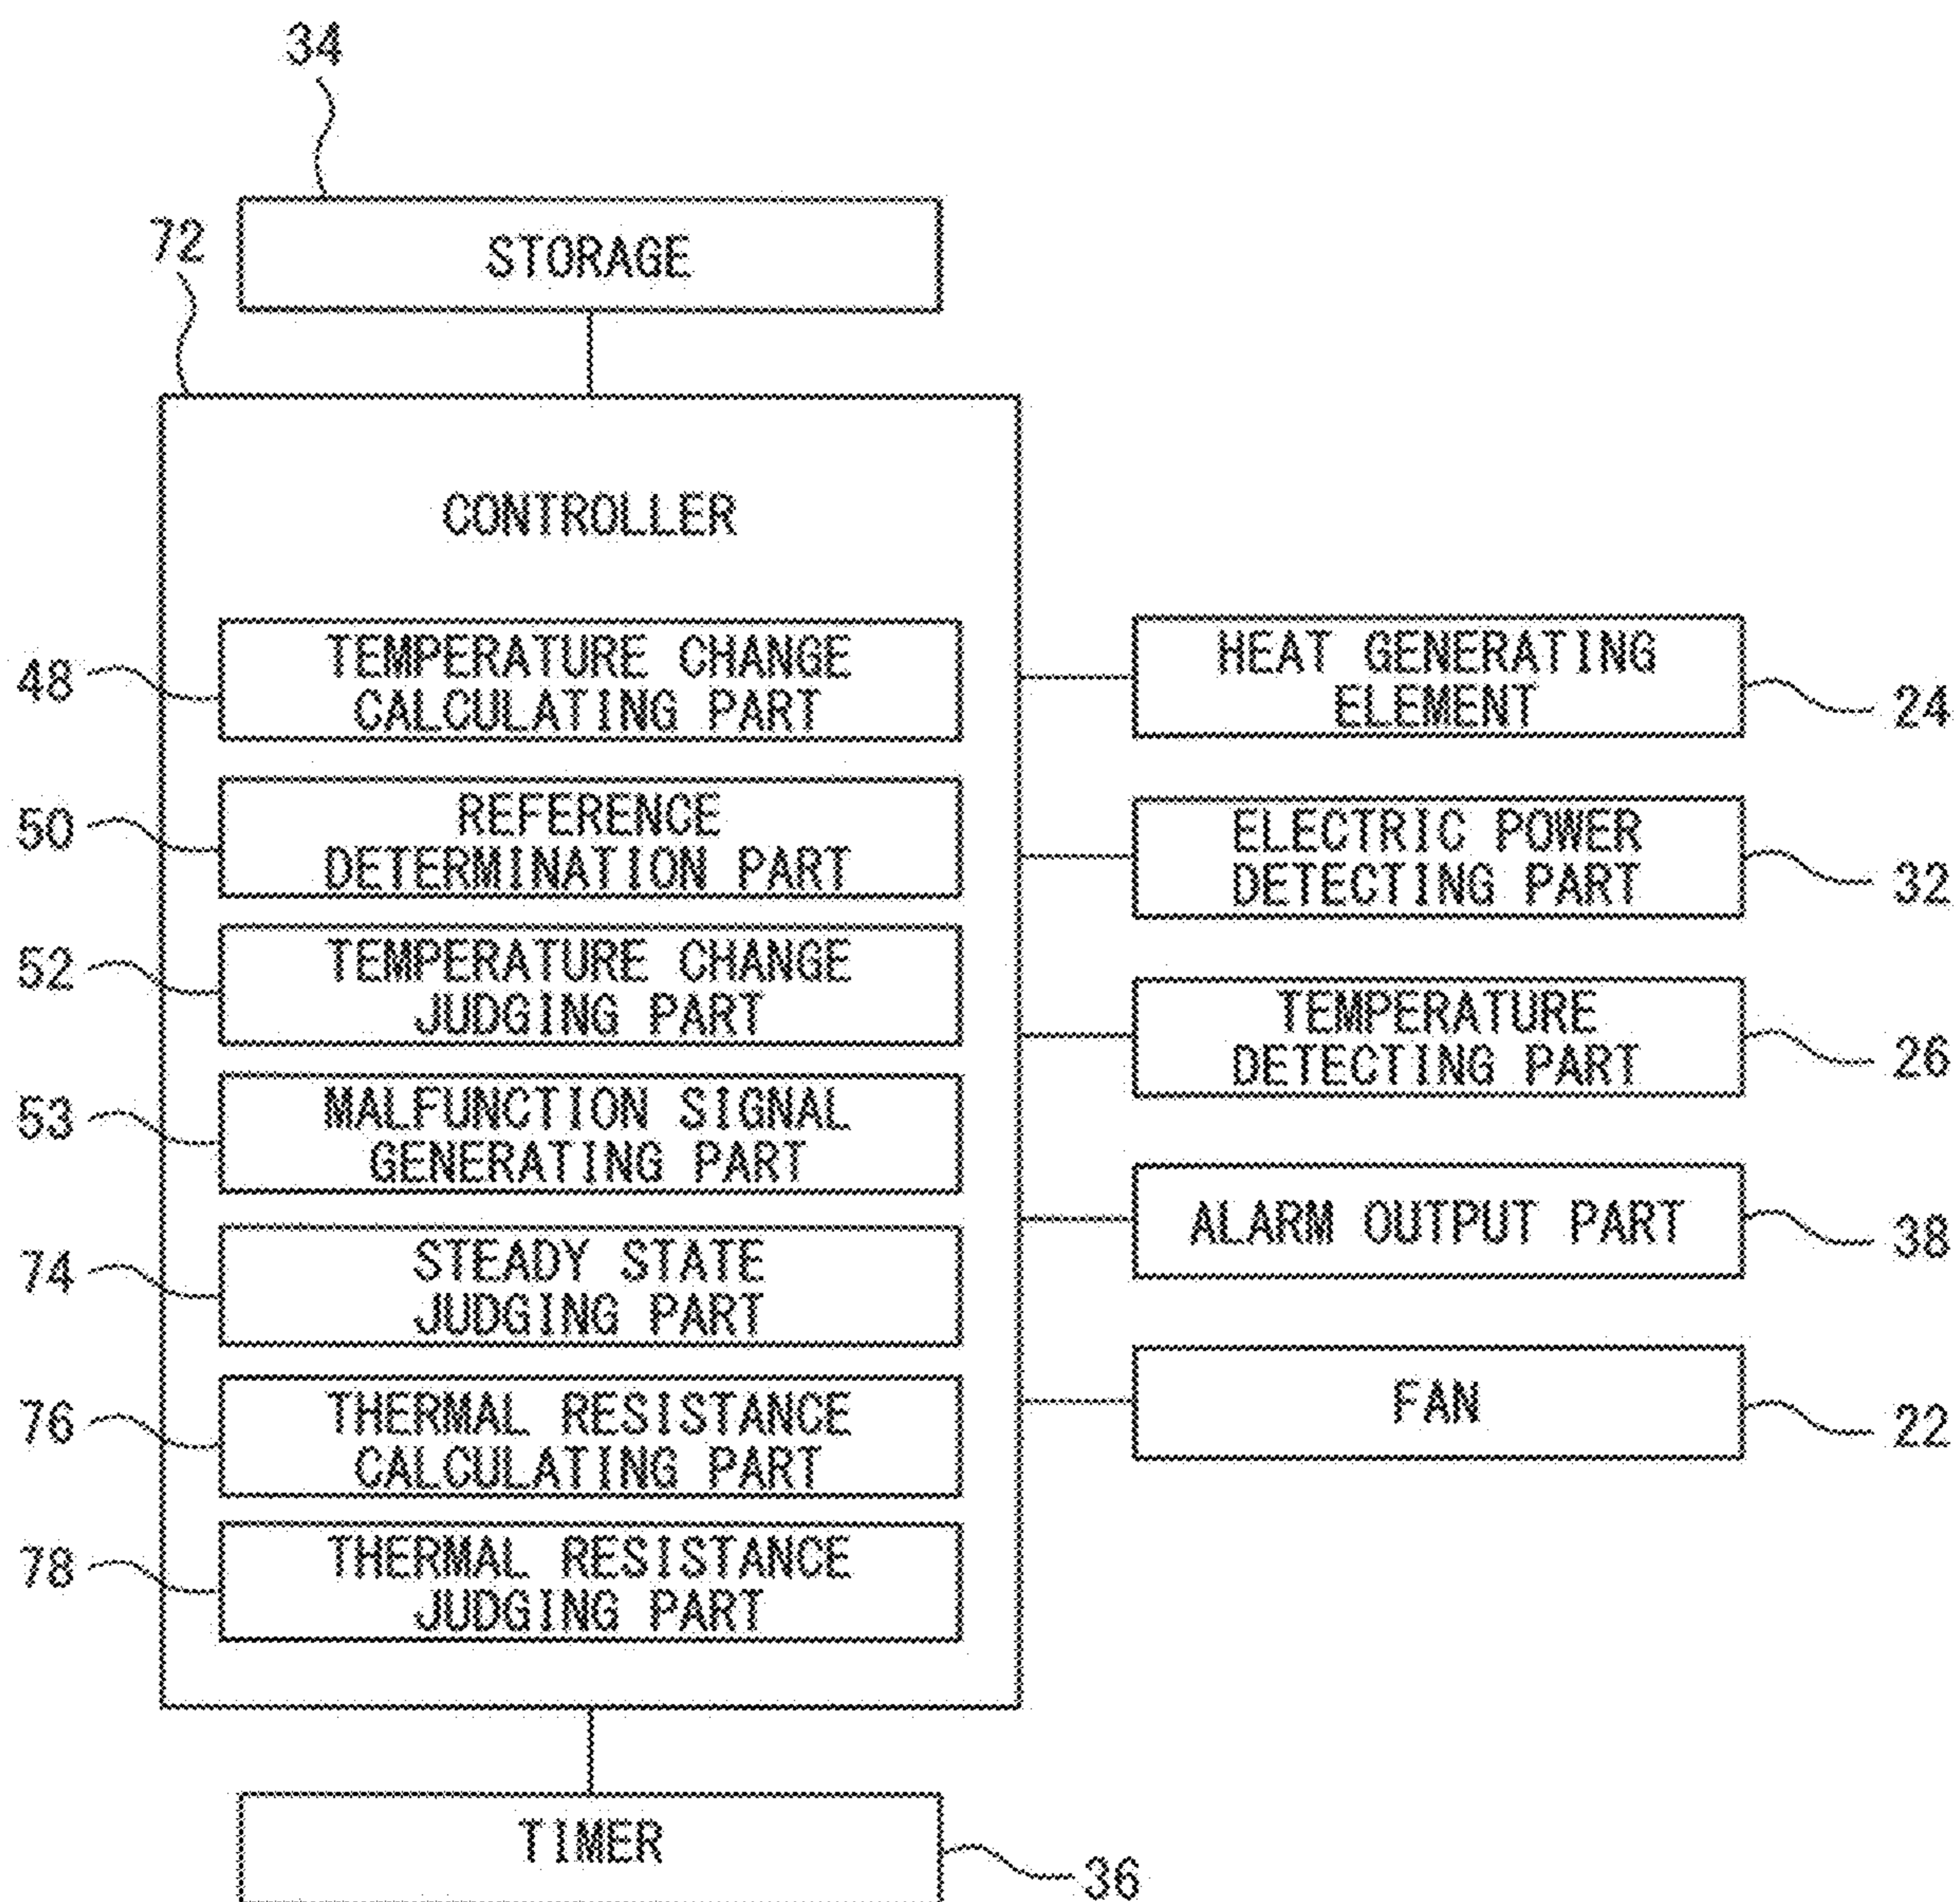 34
72
STORAGE
CONTROLLER
48
TEMPERATURE CHANGE
CALCULATING PART
50
REFERENCE
DETERMINATION PART
52
TEMPERATURE CHANGE
JUDGING PART
53
MALFUNCTION SIGNAL
GENERATING PART
74
STEADY STATE
JUDGING PART
76
THERMAL RESISTANCE
CALCULATING PART
78
THERMAL RESISTANCE
JUDGING PART
HEAT GENERATING
ELEMENT
24
ELECTRIC POWER
DETECTING PART
32
TEMPERATURE
DETECTING PART
26
ALARM OUTPUT PART
38
FAN
22
TIMER
36